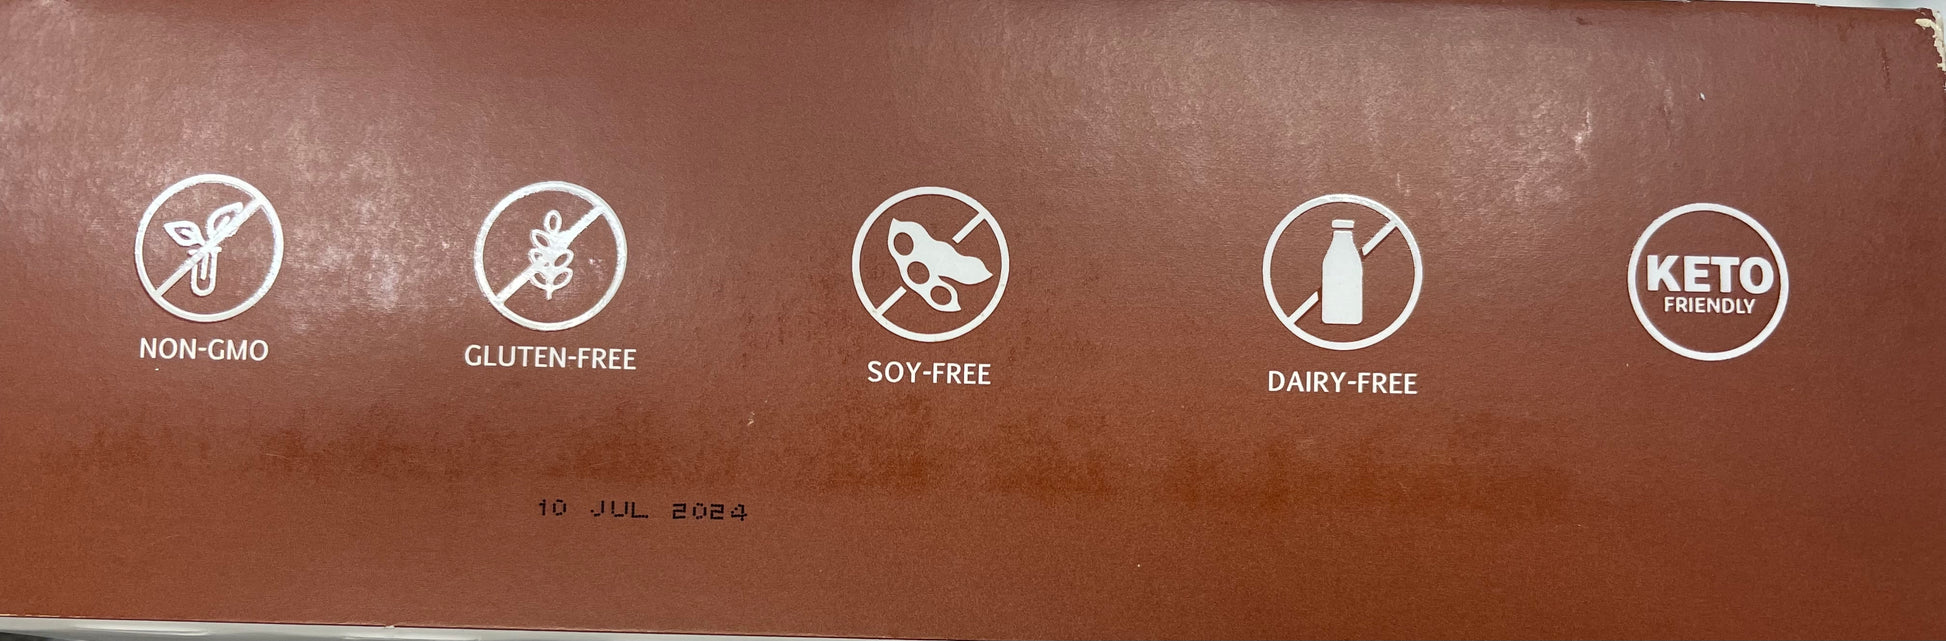 NON-GMO
GLUTEN-FREE
SOY-FREE
DAIRY-FREE
KETO
FRIENDLY
10 JUL 2024